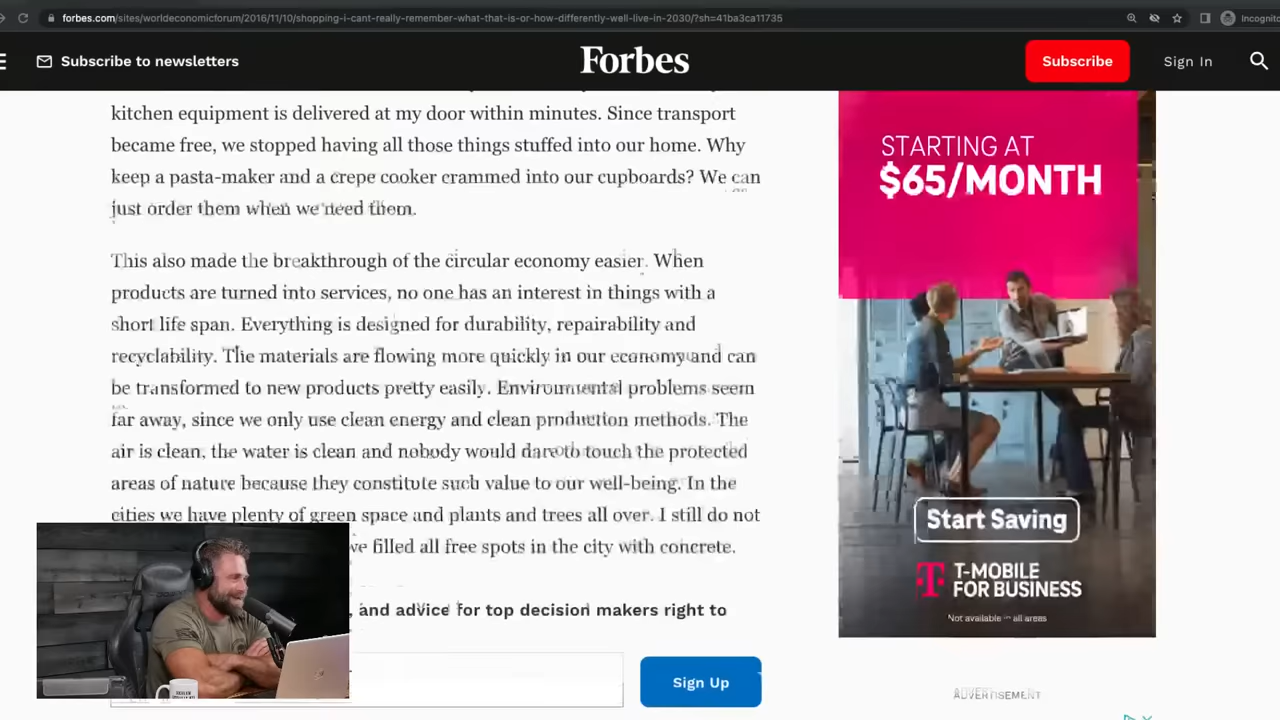 forbes.com/sites/worldeconomicforum/2016/11/10/shopping-i-cant-really-remember-what-that-is-or-how-differently-well-live-in-2030/?sh=41ba3ca11735
Incognito
Subscribe to newsletters
Forbes
Subscribe
Sign In
kitchen equipment is delivered at my door within minutes. Since transport
became free, we stopped having all those things stuffed into our home. Why
keep a pasta-maker and a crepe cooker crammed into our cupboards? We can
just order them when we need them.
This also made the breakthrough of the circular economy easier. When
products are turned into services, no one has an interest in things with a
short life span. Everything is designed for durability, repairability and
recyclability. The materials are flowing more quickly in our economy and can
be transformed to new products pretty easily. Environmental problems seem
far away, since we only use clean energy and clean production methods. The
air is clean, the water is clean and nobody would dare to touch the protected
areas of nature because they constitute such value to our well-being. In the
cities we have plenty of green space and plants and trees all over. I still do not
we filled all free spots in the city with concrete.
, and advice for top decision makers right to
Sign Up
STARTING AT
$65/MONTH
Start Saving
T-MOBILE
FOR BUSINESS
Not available in all areas
ADVERTISEMENT